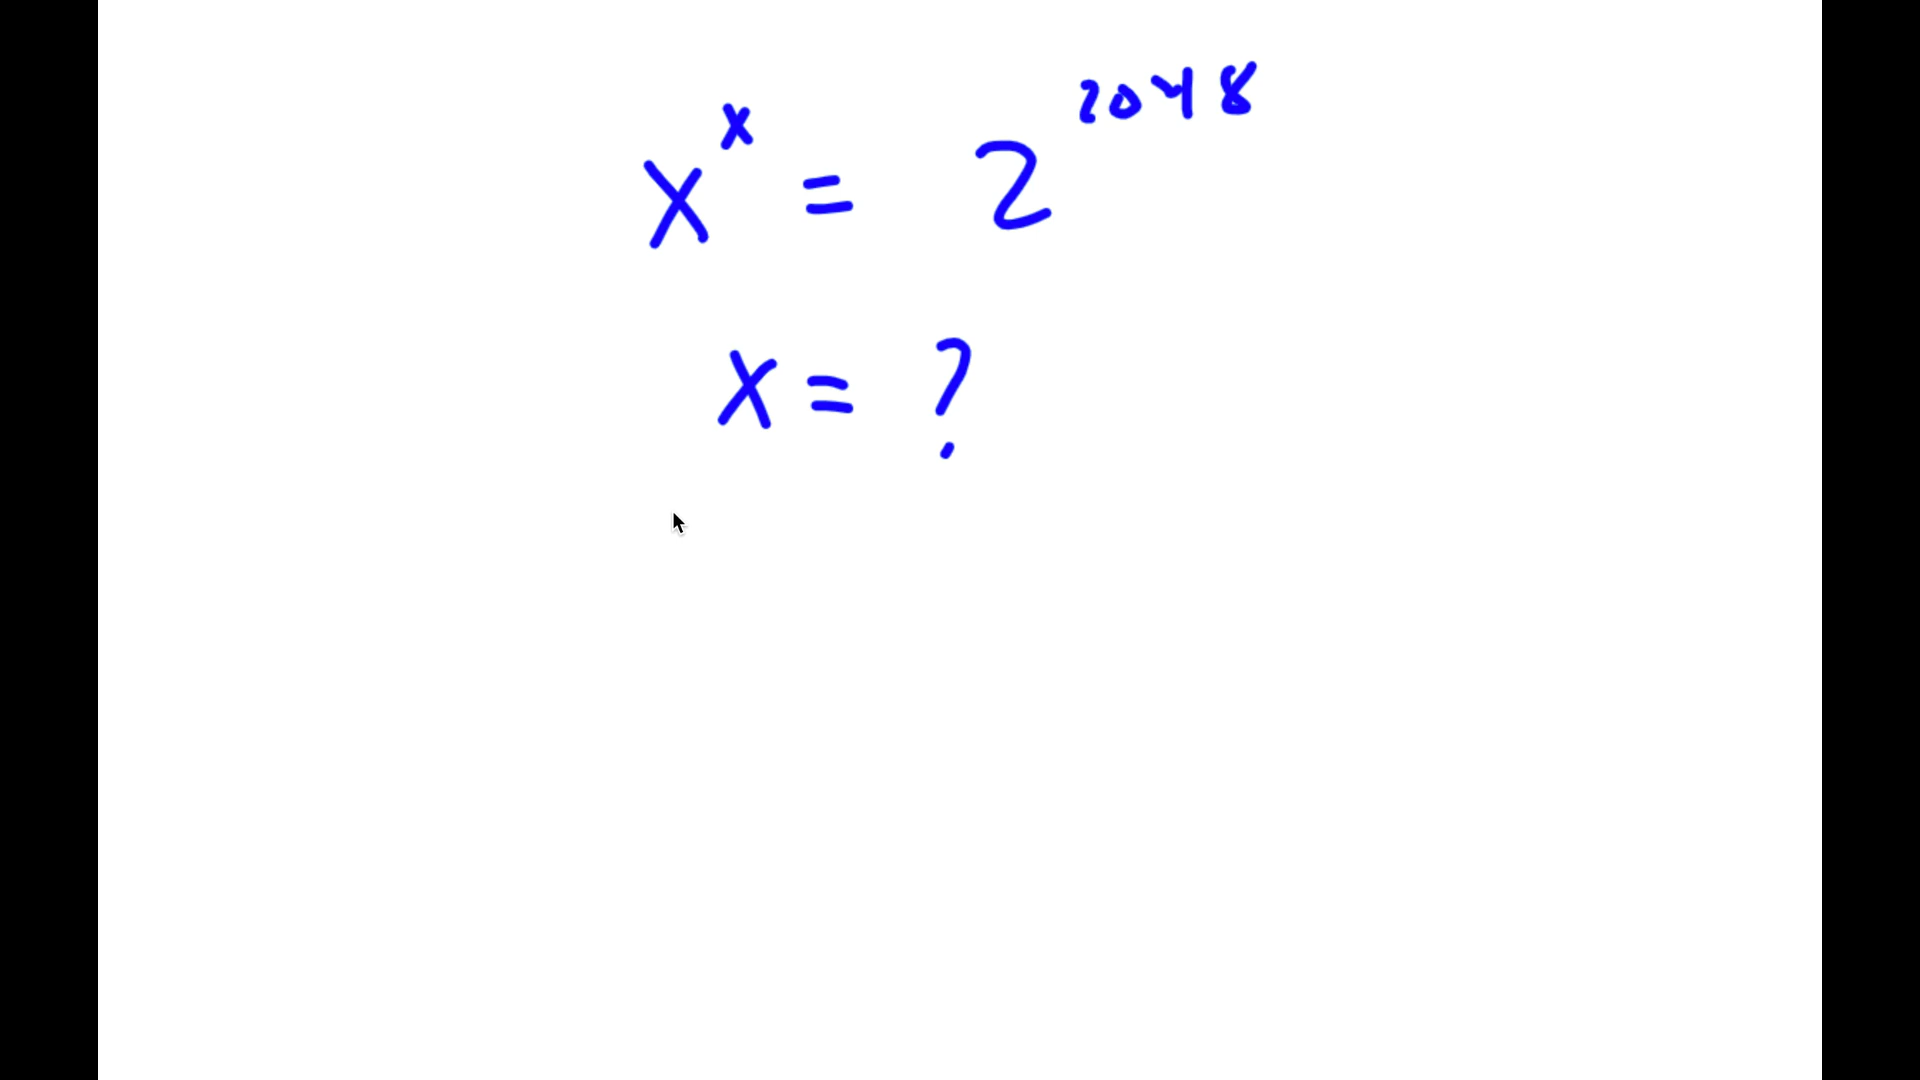 x^x = 2^2048
x = ?